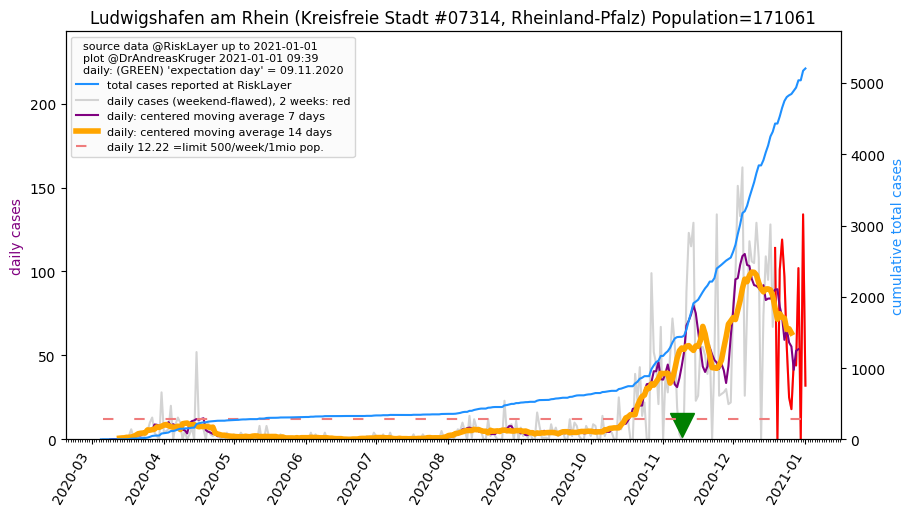 Ludwigshafen am Rhein (Kreisfreie Stadt #07314, Rheinland-Pfalz) Population=171061
source data @RiskLayer up to 2021-01-01
plot @DrAndreasKruger 2021-01-01 09:39
daily: (GREEN) 'expectation day' = 09.11.2020
total cases reported at RiskLayer
daily cases (weekend-flawed), 2 weeks: red
daily: centered moving average 7 days
daily: centered moving average 14 days
daily 12.22 =limit 500/week/1mio pop.
daily cases
200
150
100
50
0
cumulative total cases
5000
4000
3000
2000
1000
0
2020-03
2020-04
2020-05
2020-06
2020-07
2020-08
2020-09
2020-10
2020-11
2020-12
2021-01